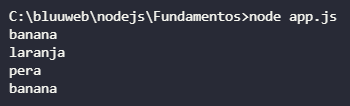 C:\bluuweb\nodejs\Fundamentos>node app.js
banana
laranja
pera
banana